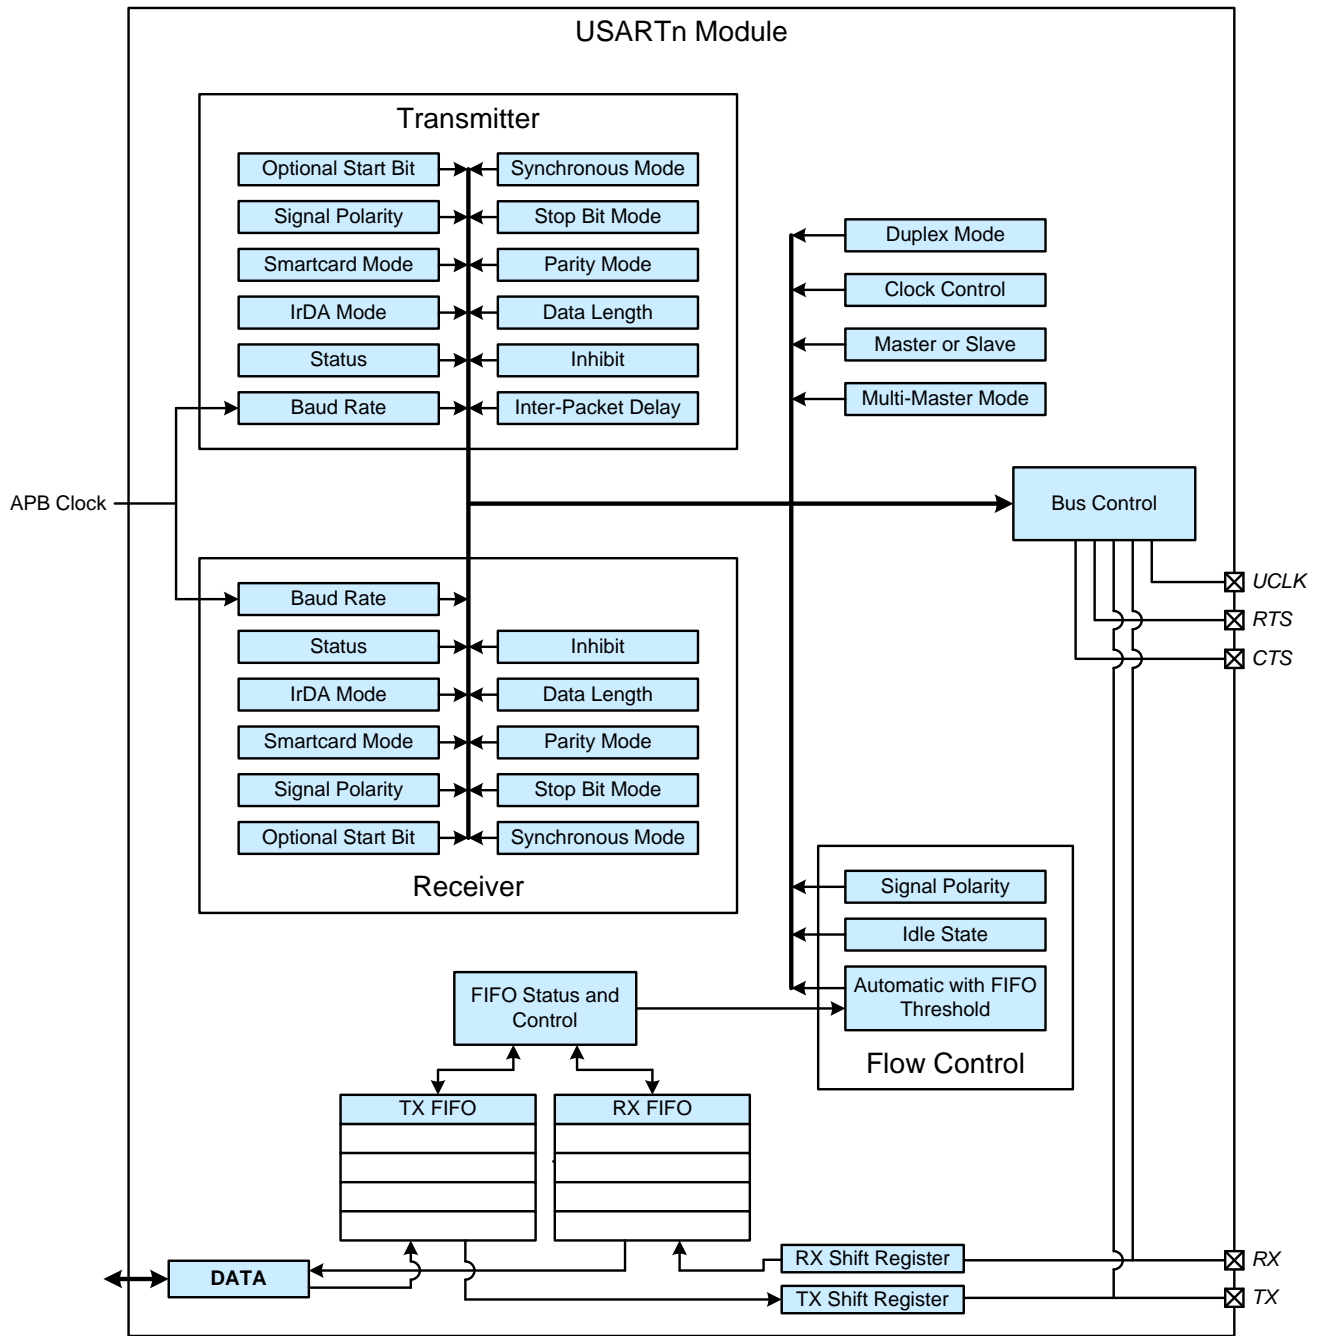 USARTn Module
Transmitter
Optional Start Bit
Synchronous Mode
Signal Polarity
Stop Bit Mode
Smartcard Mode
Parity Mode
IrDA Mode
Data Length
Status
Inhibit
Baud Rate
Inter-Packet Delay
Duplex Mode
Clock Control
Master or Slave
Multi-Master Mode
APB Clock
Bus Control
UCLK
RTS
CTS
Baud Rate
Status
Inhibit
IrDA Mode
Data Length
Smartcard Mode
Parity Mode
Signal Polarity
Stop Bit Mode
Optional Start Bit
Synchronous Mode
Receiver
Signal Polarity
Idle State
Automatic with FIFO
Threshold
Flow Control
FIFO Status and
Control
TX FIFO
RX FIFO
DATA
RX Shift Register
RX
TX Shift Register
TX